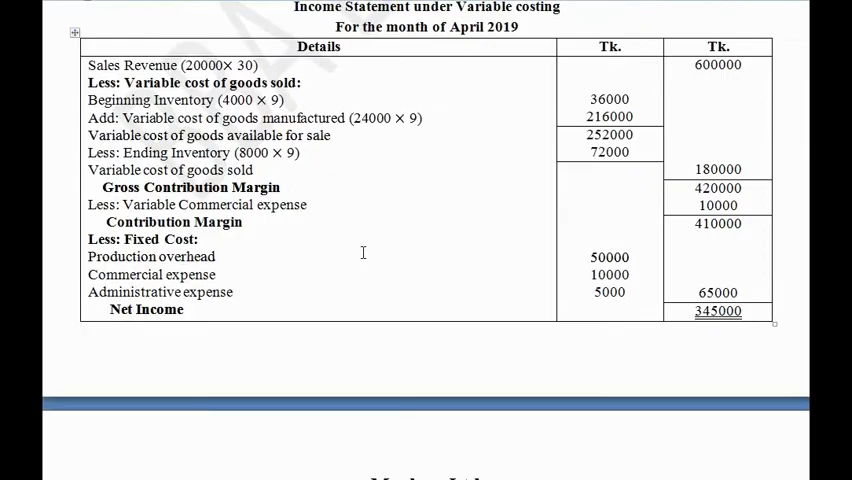 Income Statement under Variable costing
For the month of April 2019
Details Tk. Tk.
Sales Revenue (20000× 30) 600000
Less: Variable cost of goods sold:
Beginning Inventory (4000 × 9) 36000
Add: Variable cost of goods manufactured (24000 × 9) 216000
Variable cost of goods available for sale 252000
Less: Ending Inventory (8000 × 9) 72000
Variable cost of goods sold 180000
Gross Contribution Margin 420000
Less: Variable Commercial expense 10000
Contribution Margin 410000
Less: Fixed Cost:
Production overhead 50000
Commercial expense 10000
Administrative expense 5000 65000
Net Income 345000